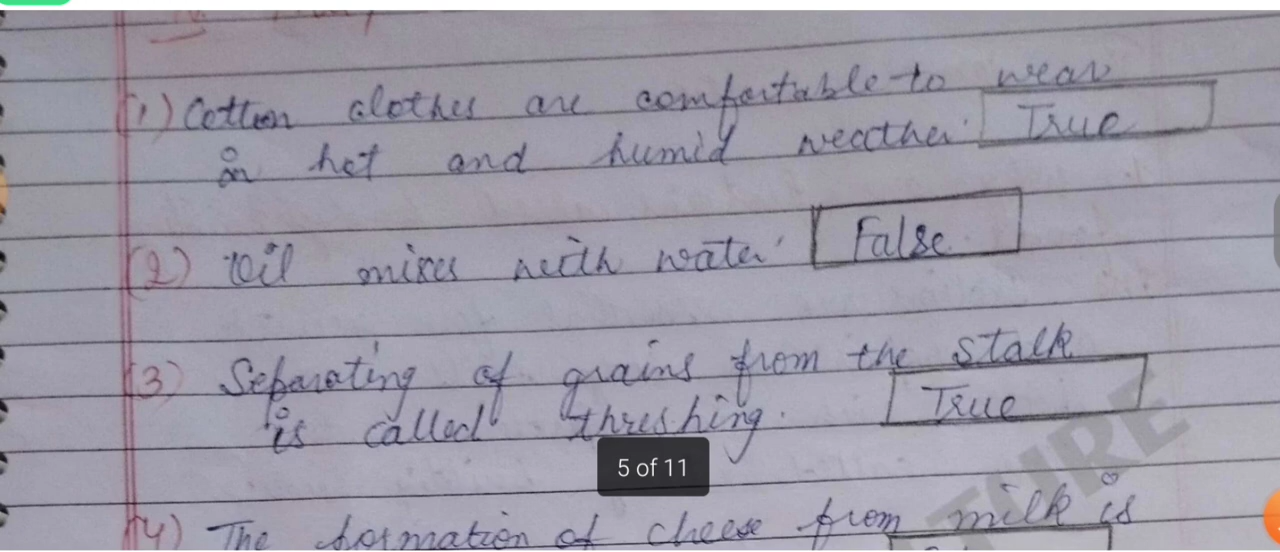 (1) Cotton clothes are comfortable to wear
in hot and humid weather. True
(2) Oil mixes with water. False
(3) Separating of grains from the stalk
is called threshing. True
5 of 11
(4) The formation of cheese from milk is